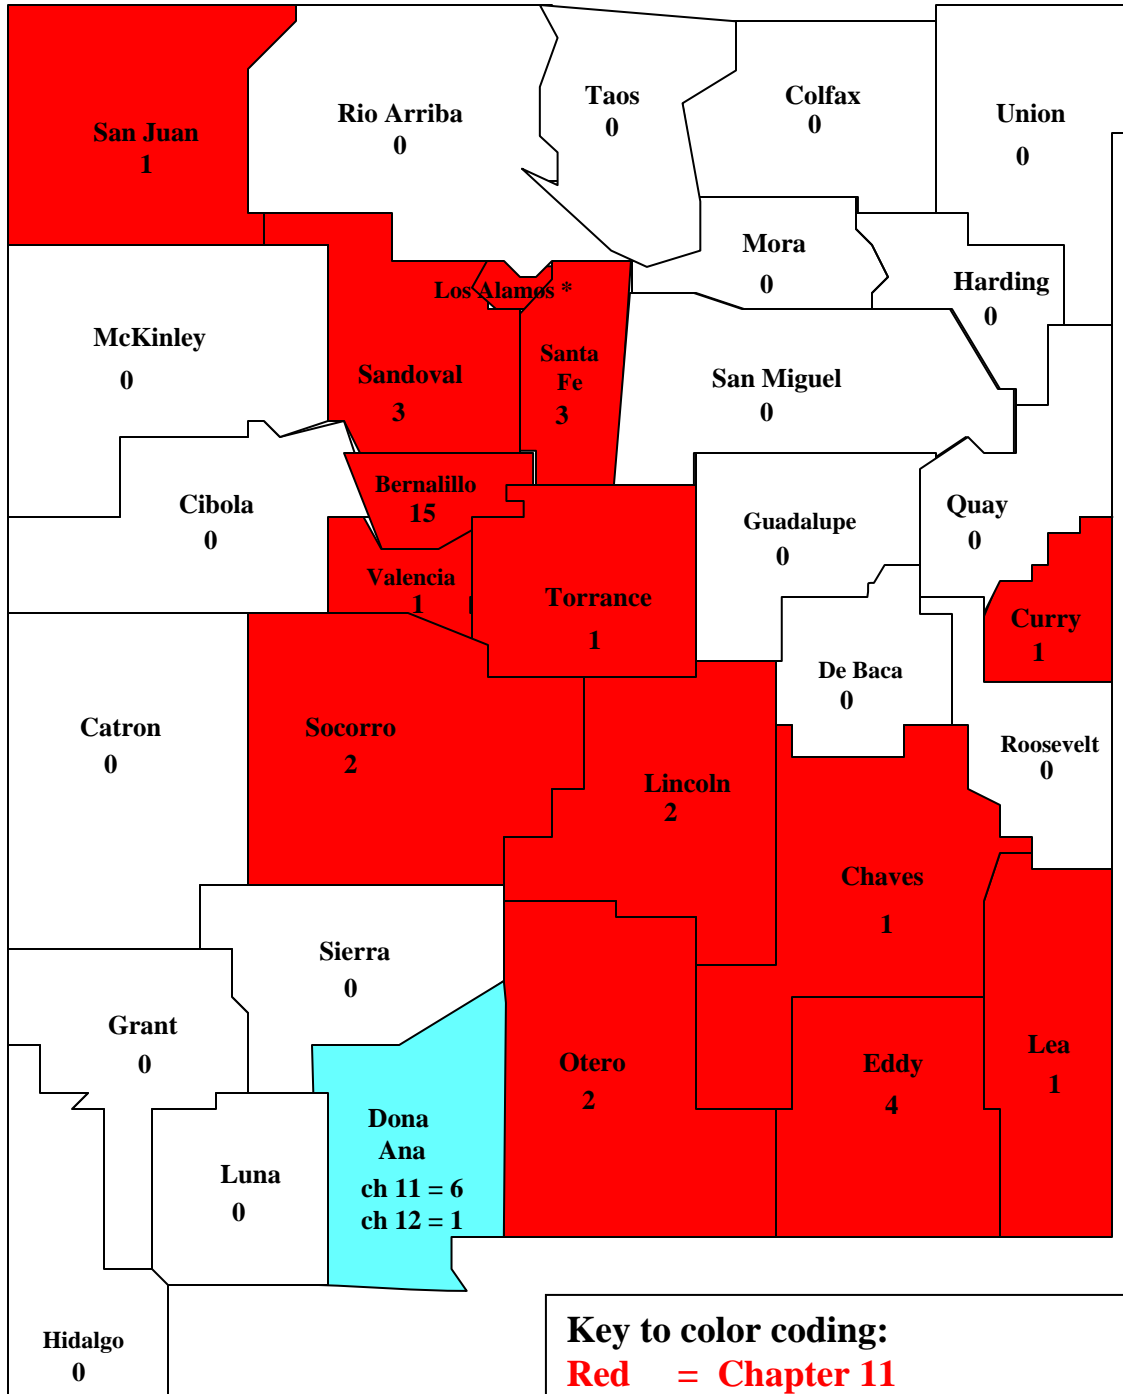 San Juan
1
Rio Arriba
0
Taos
0
Colfax
0
Union
0
Mora
0
Harding
0
Los Alamos *
McKinley
0
Sandoval
3
Santa
Fe
3
San Miguel
0
Cibola
0
Bernalillo
15
Guadalupe
0
Quay
0
Valencia
1
Torrance
1
Curry
1
De Baca
0
Catron
0
Socorro
2
Lincoln
2
Roosevelt
0
Chaves
1
Sierra
0
Grant
0
Otero
2
Eddy
4
Lea
1
Dona
Ana
ch 11 = 6
ch 12 = 1
Luna
0
Hidalgo
0
Key to color coding:
Red = Chapter 11